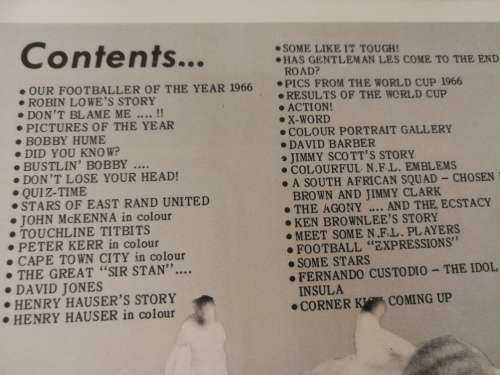 Contents...
• OUR FOOTBALLER OF THE YEAR 1966
• ROBIN LOWE'S STORY
• DON'T BLAME ME .... !!
• PICTURES OF THE YEAR
• BOBBY HUME
• DID YOU KNOW?
• BUSTLIN' BOBBY ....
• DON'T LOSE YOUR HEAD!
• QUIZ-TIME
• STARS OF EAST RAND UNITED
• JOHN McKENNA in colour
• TOUCHLINE TITBITS
• PETER KERR in colour
• CAPE TOWN CITY in colour
• THE GREAT "SIR STAN"....
• DAVID JONES
• HENRY HAUSER'S STORY
• HENRY HAUSER in colour
• SOME LIKE IT TOUGH!
• HAS GENTLEMAN LES COME TO THE END
ROAD?
• PICS FROM THE WORLD CUP 1966
• RESULTS OF THE WORLD CUP
• ACTION!
• X-WORD
• COLOUR PORTRAIT GALLERY
• DAVID BARBER
• JIMMY SCOTT'S STORY
• COLOURFUL N.F.L. EMBLEMS
• A SOUTH AFRICAN SQUAD – CHOSEN
BROWN AND JIMMY CLARK
• THE AGONY .... AND THE ECSTACY
• KEN BROWNLEE'S STORY
• MEET SOME N.F.L. PLAYERS
• FOOTBALL "EXPRESSIONS"
• SOME STARS
• FERNANDO CUSTODIO – THE IDOL
INSULA
• CORNER COMING UP